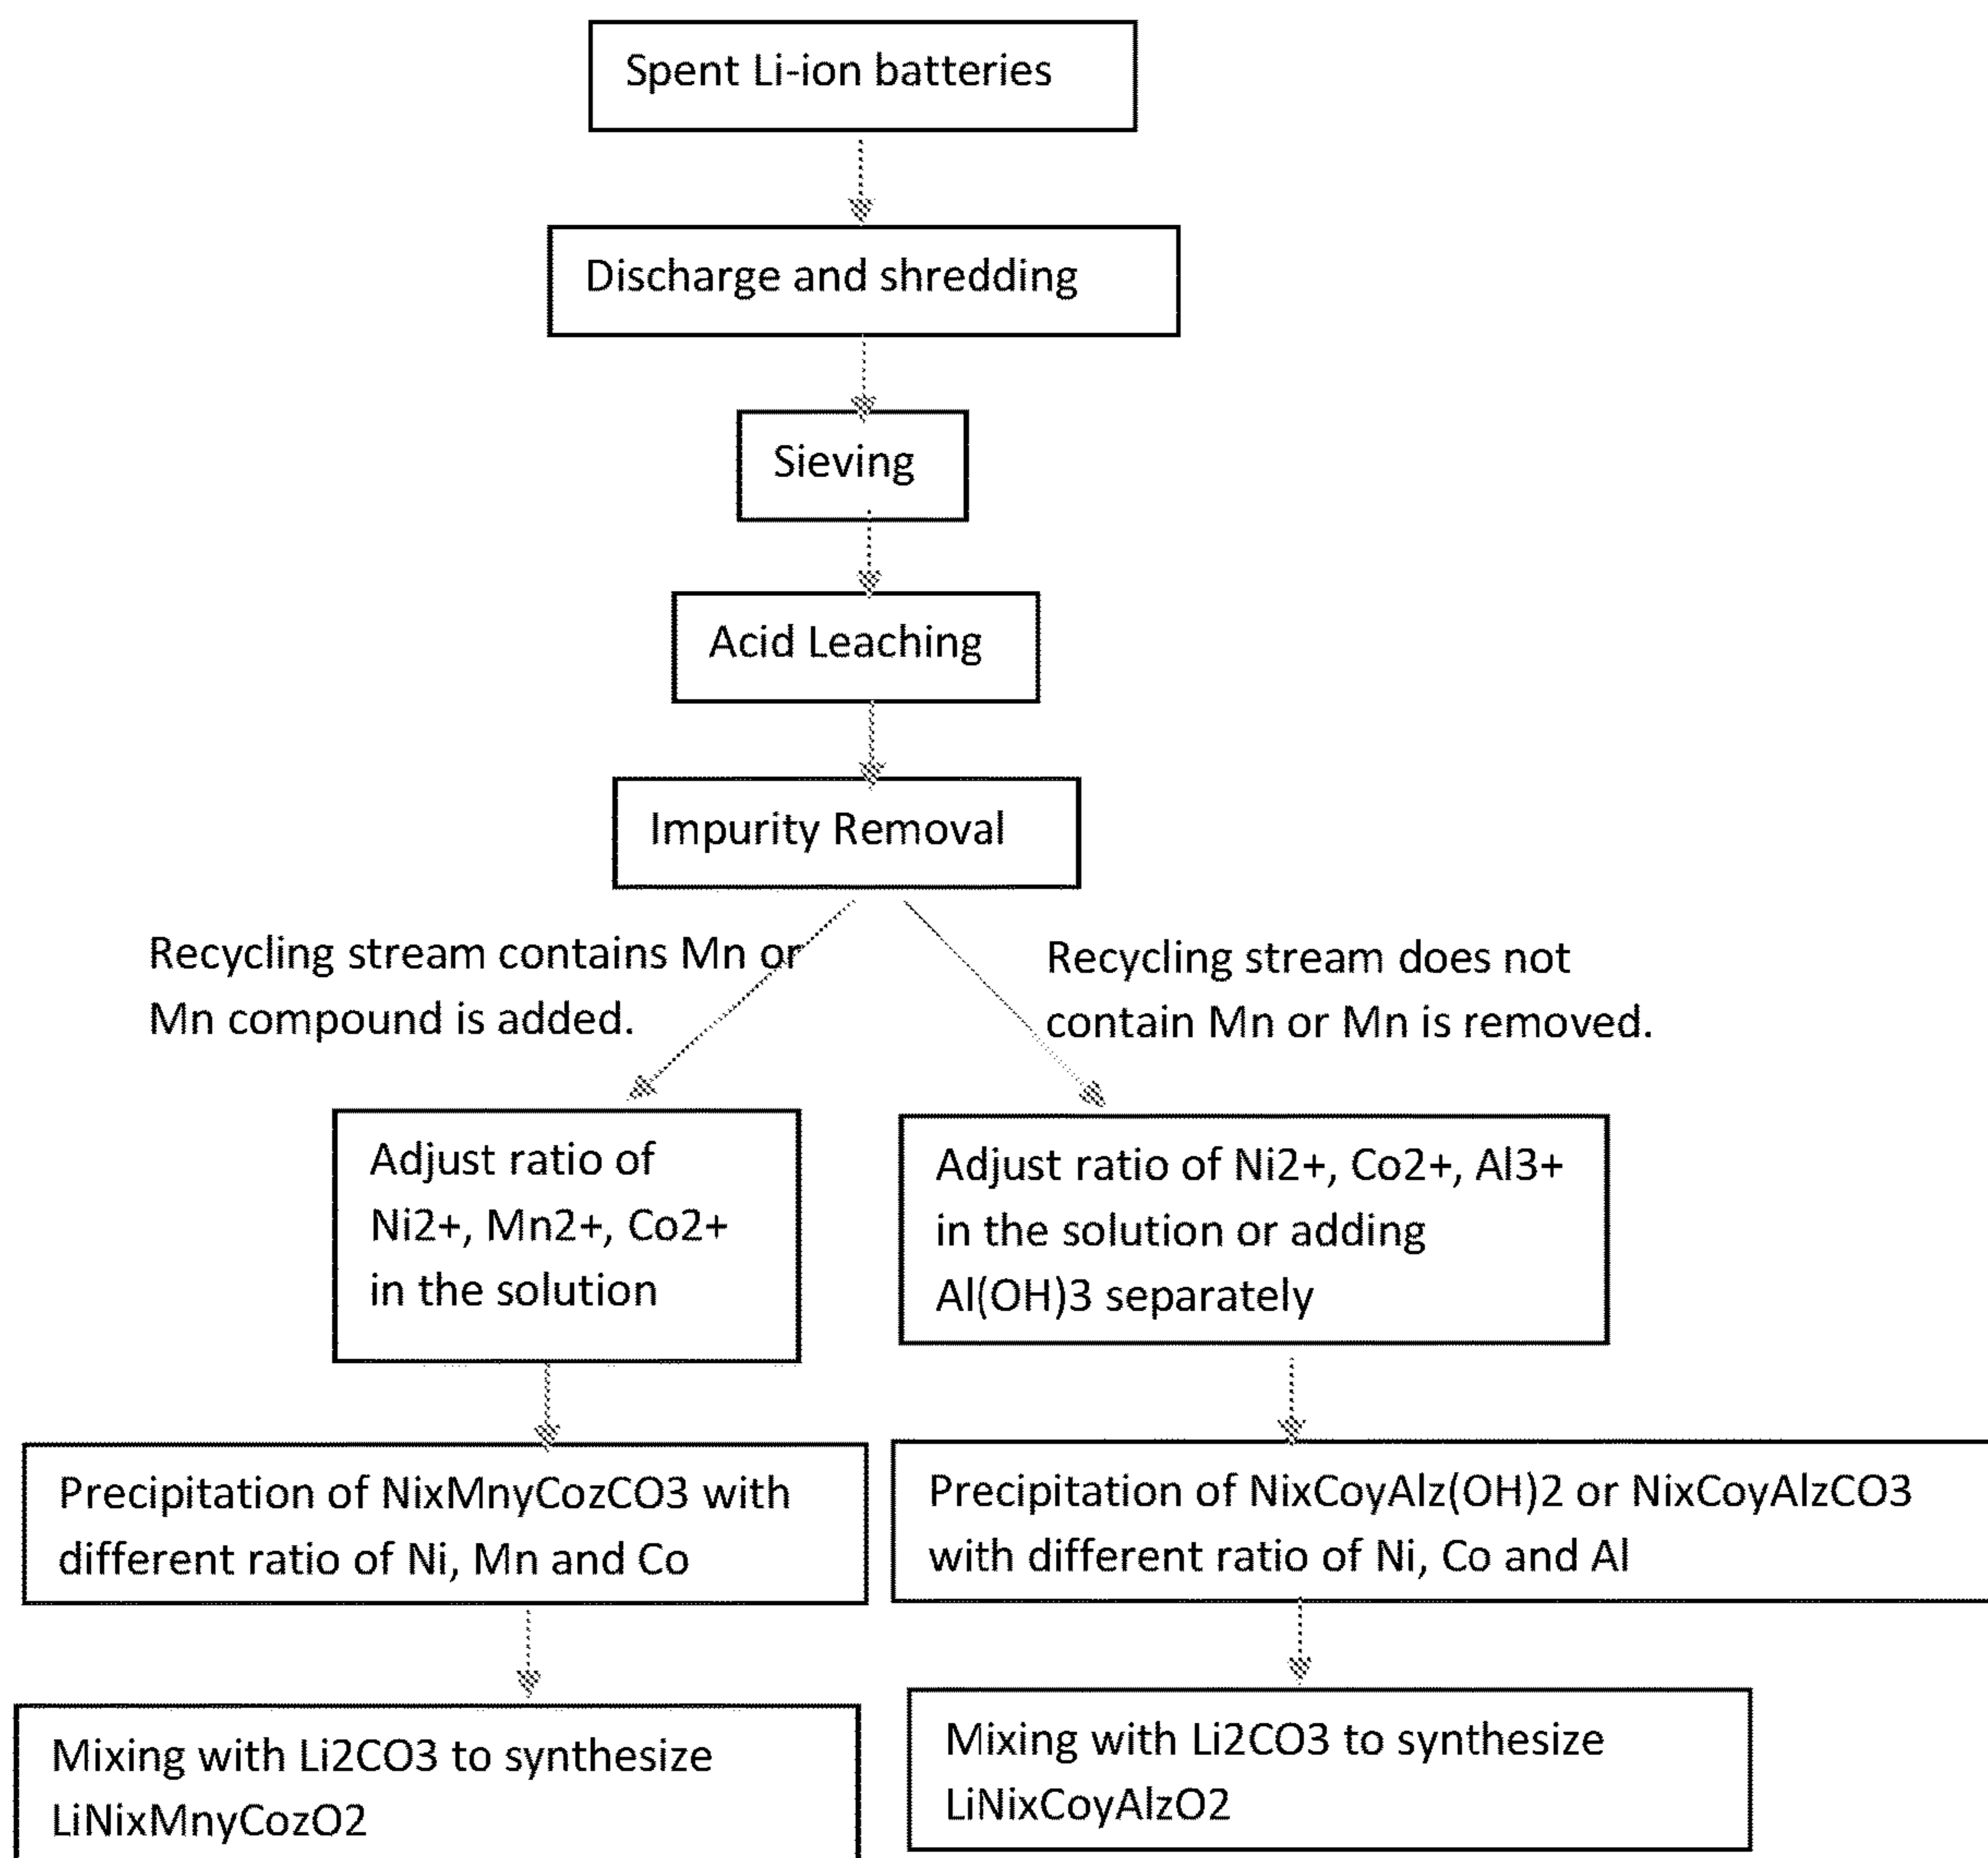 Spent Li-ion batteries
Discharge and shredding
Sieving
Acid Leaching
Impurity Removal
Recycling stream contains Mn or
Mn compound is added.
Recycling stream does not
contain Mn or Mn is removed.
Adjust ratio of
Ni2+, Mn2+, Co2+
in the solution
Adjust ratio of Ni2+, Co2+, Al3+
in the solution or adding
Al(OH)3 separately
Precipitation of NixMnyCozCO3 with
different ratio of Ni, Mn and Co
Precipitation of NixCoyAlz(OH)2 or NixCoyAlzCO3
with different ratio of Ni, Co and Al
Mixing with Li2CO3 to synthesize
LiNixMnyCozO2
Mixing with Li2CO3 to synthesize
LiNixCoyAlzO2